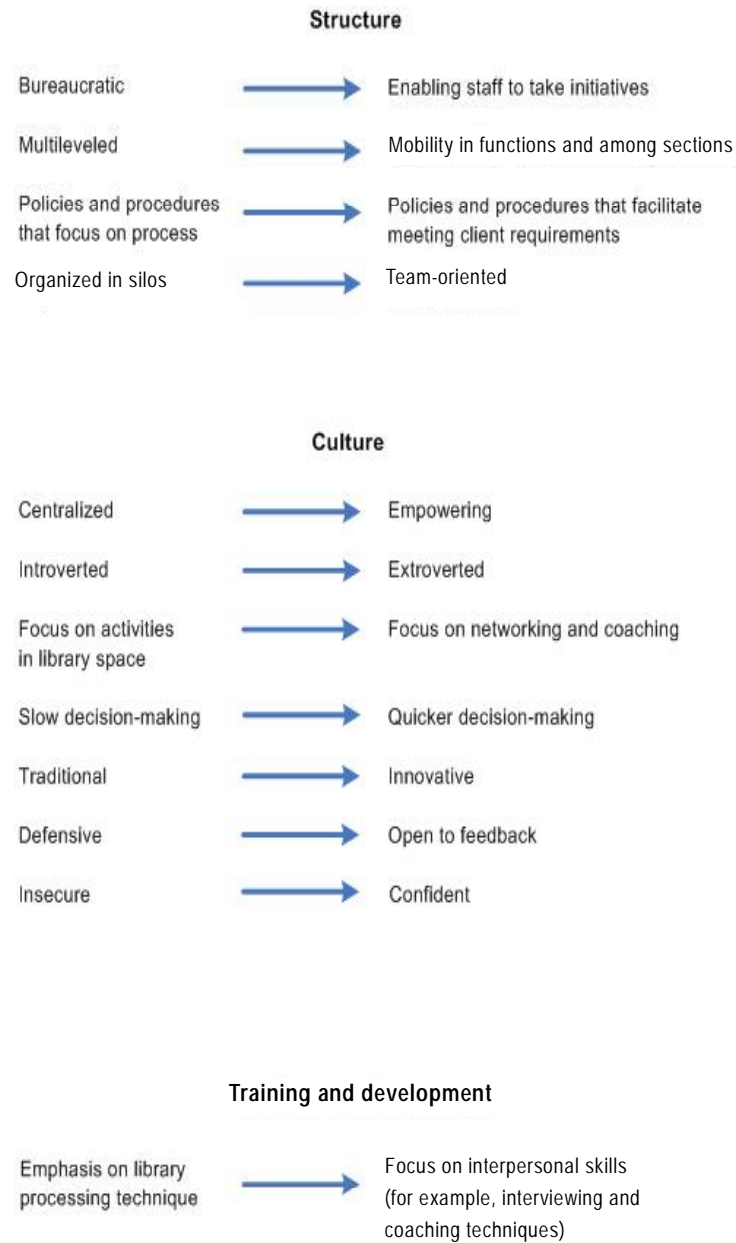 Structure
Bureaucratic
Enabling staff to take initiatives
Multileveled
Mobility in functions and among sections
Policies and procedures
that focus on process
Policies and procedures that facilitate
meeting client requirements
Organized in silos
Team-oriented
Culture
Centralized
Empowering
Introverted
Extroverted
Focus on activities
in library space
Focus on networking and coaching
Slow decision-making
Quicker decision-making
Traditional
Innovative
Defensive
Open to feedback
Insecure
Confident
Training and development
Emphasis on library
processing technique
Focus on interpersonal skills
(for example, interviewing and
coaching techniques)